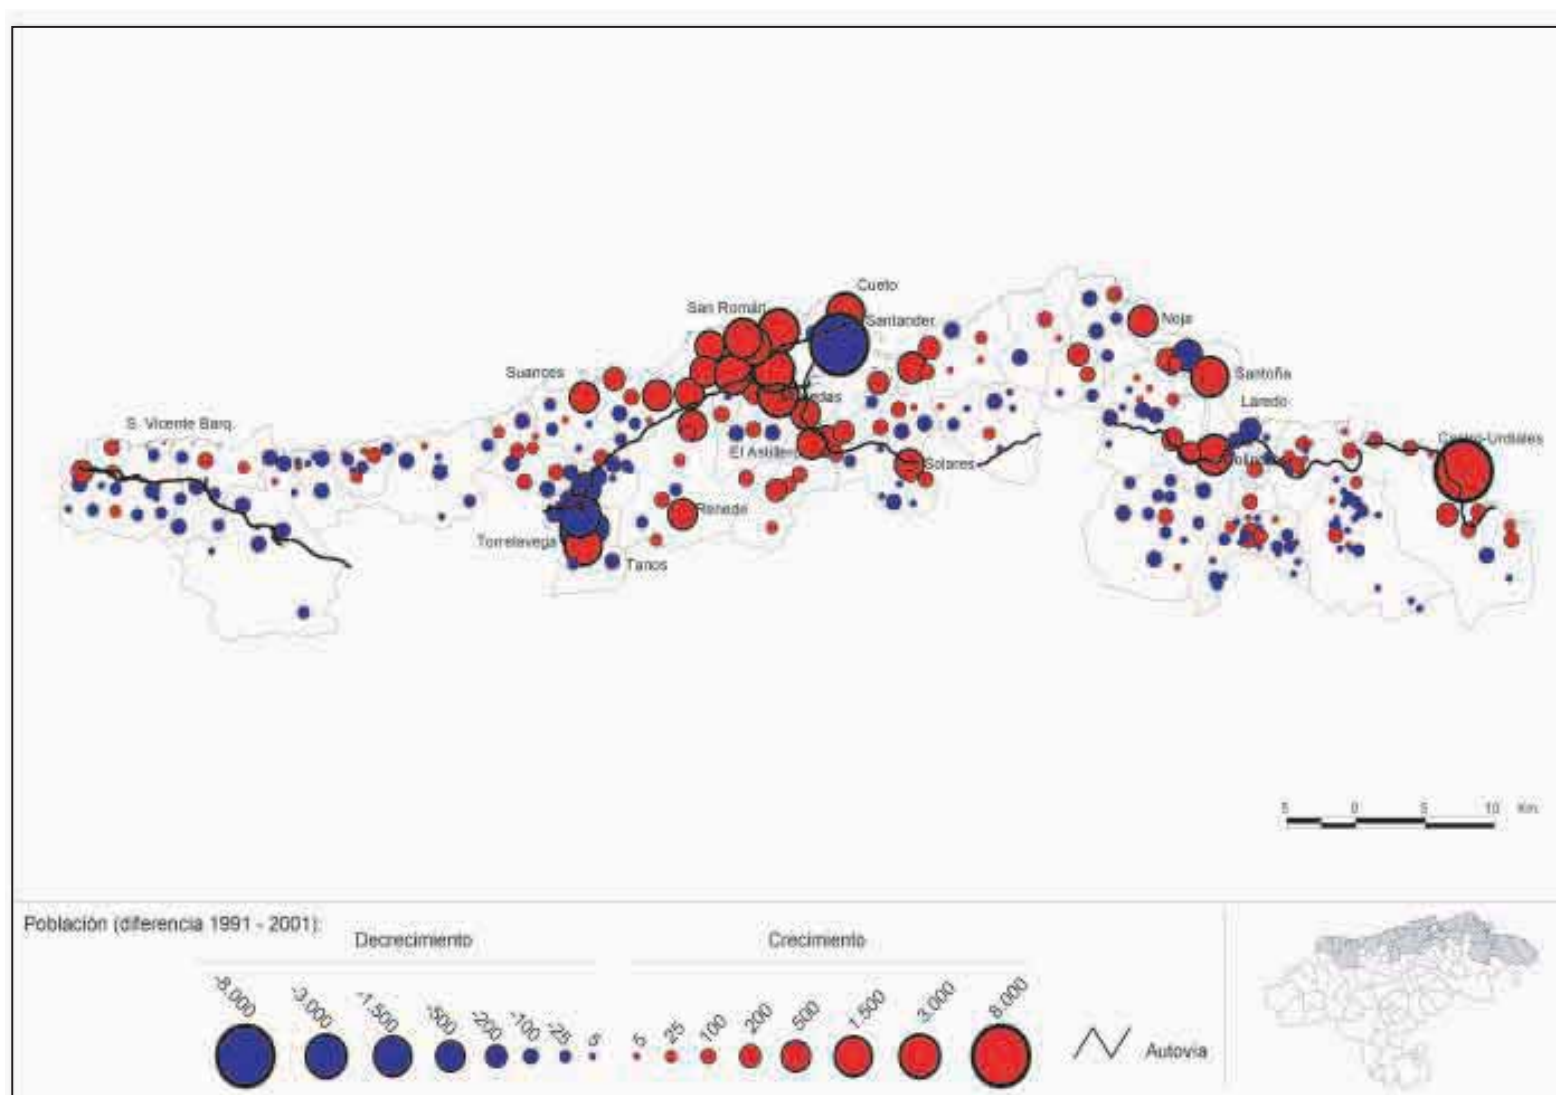 Cueto
San Román
Santander
Noja
Suances
Santoña
Laredo
S. Vicente Barq.
Castro-Urdiales
El Astillero
Solares
Renedo
Torrelavega
Tanos
5 0 5 10 Km.
Población (diferencia 1991 - 2001):
Decrecimiento Crecimiento
-8.000 -3.000 -1.500 -500 -200 -100 -25 5 5 25 100 200 500 1.500 3.000 8.000
Autovía